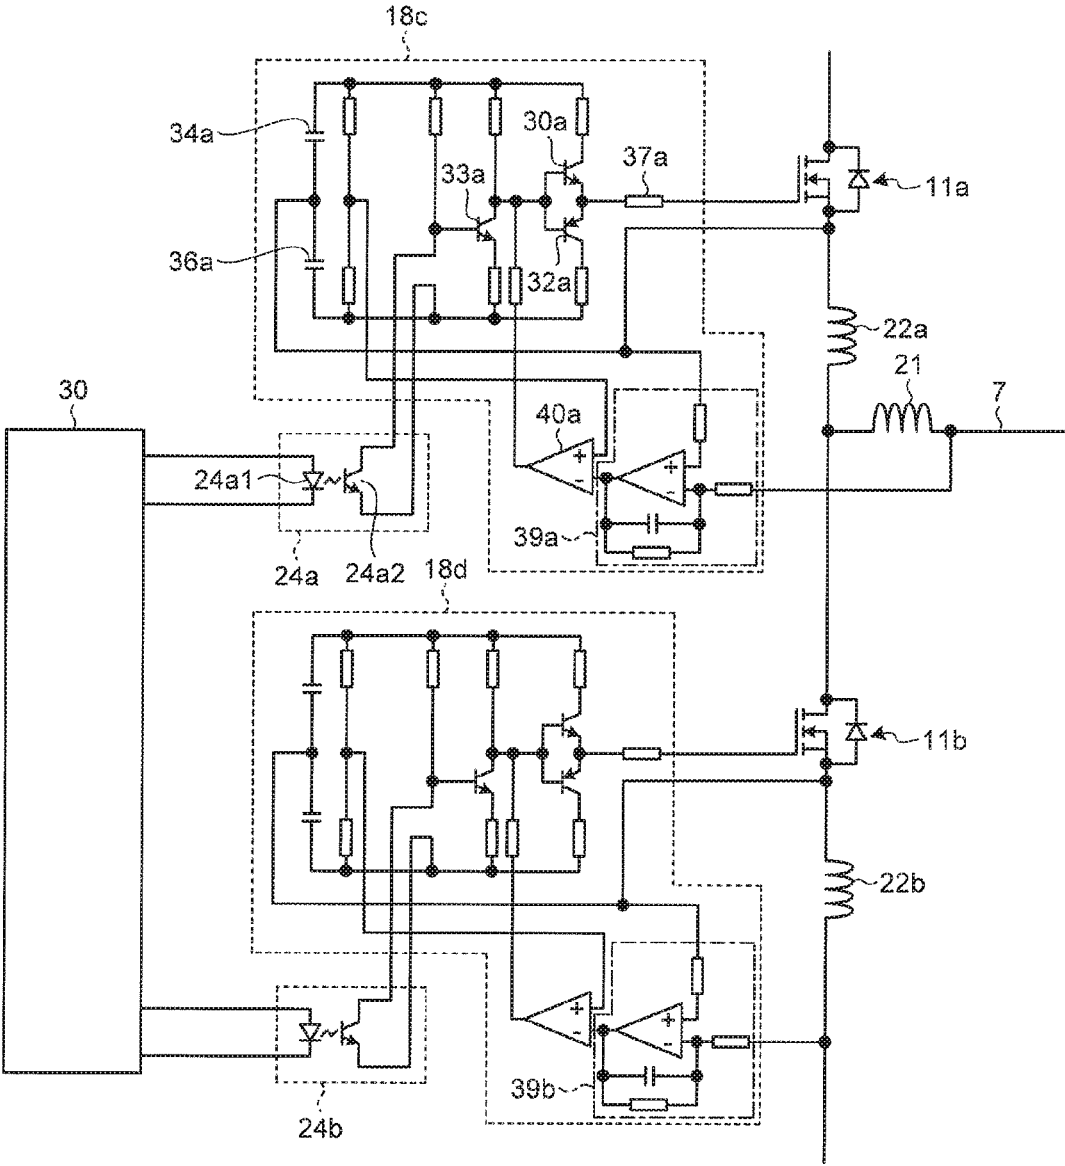 18c
34a
30a
37a
33a
11a
36a
32a
22a
21
7
30
40a
+
+
24a1
-
-
39a
24a
24a2
18d
11b
22b
+
+
-
-
39b
24b